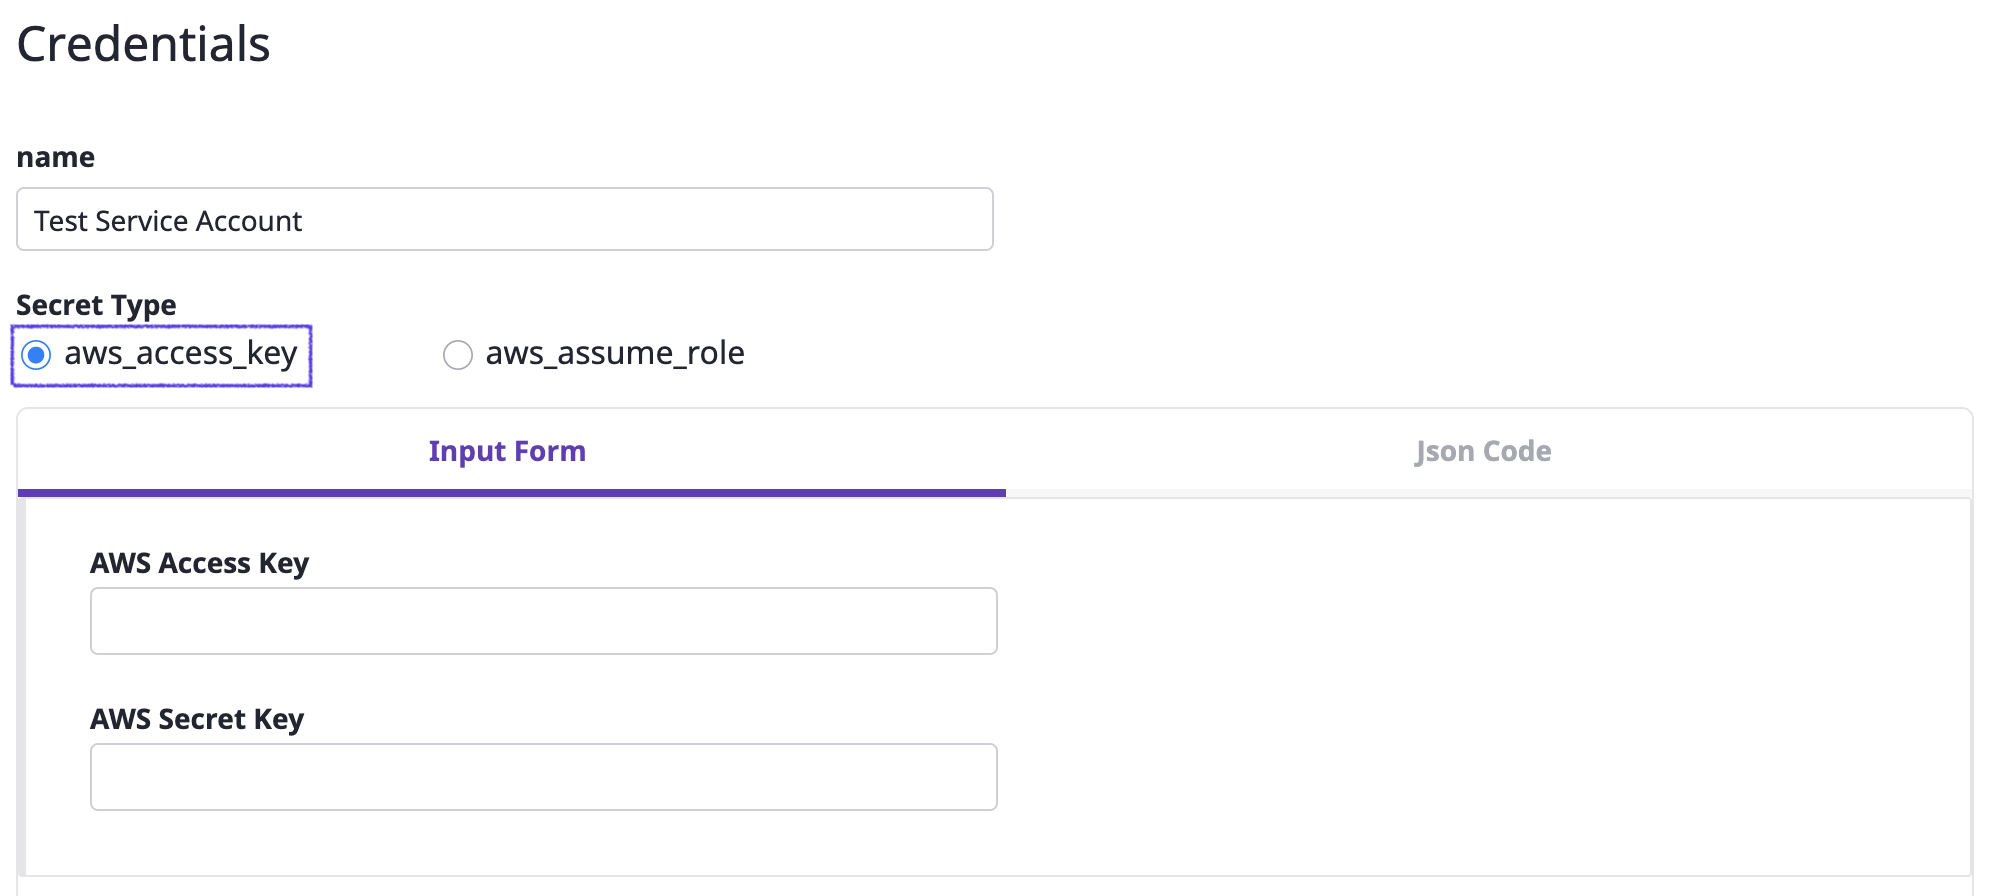 Credentials
name
Test Service Account
Secret Type
aws_access_key aws_assume_role
Input Form Json Code
AWS Access Key
AWS Secret Key